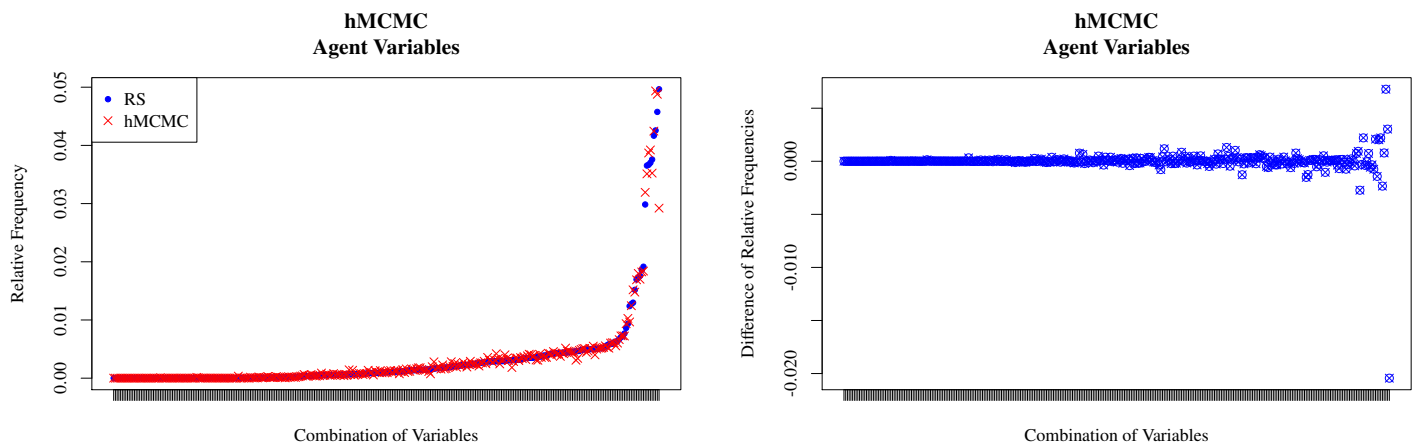 hMCMC
Agent Variables
0.05
0.04
0.03
0.02
0.01
0.00
Relative Frequency
RS
hMCMC
Combination of Variables
hMCMC
Agent Variables
0.000
-0.010
-0.020
Difference of Relative Frequencies
Combination of Variables